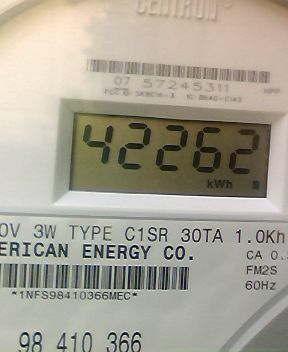 CENTRON
07 57245311
42262
kWh
0V 3W TYPE C1SR 30TA 1.0Kh
ERICAN ENERGY CO.
CA 0.
FM2S
*1NFS98410366MEC*
60Hz
98 410 366